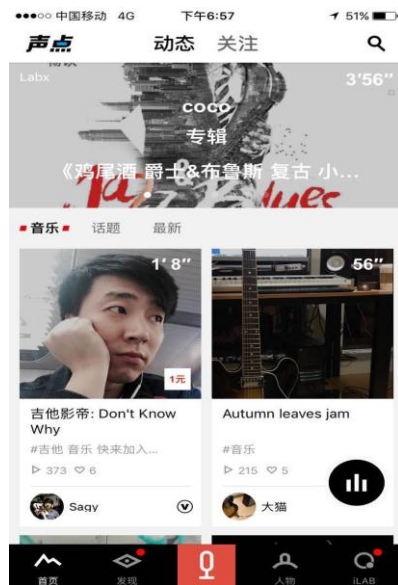 中国移动 4G 下午6:57 51%
声点 动态 关注
Labx 3'56"
coco
专辑
《鸡尾酒 爵士&布鲁斯 复古 小...
Jazz
&
Blues
音乐 话题 最新
1' 8"
1元
56"
吉他影帝: Don't Know
Why
#吉他 音乐 快来加入...
373 6
Sagy
Autumn leaves jam
#音乐
215 5
大猫
首页 发现 人物 iLAB